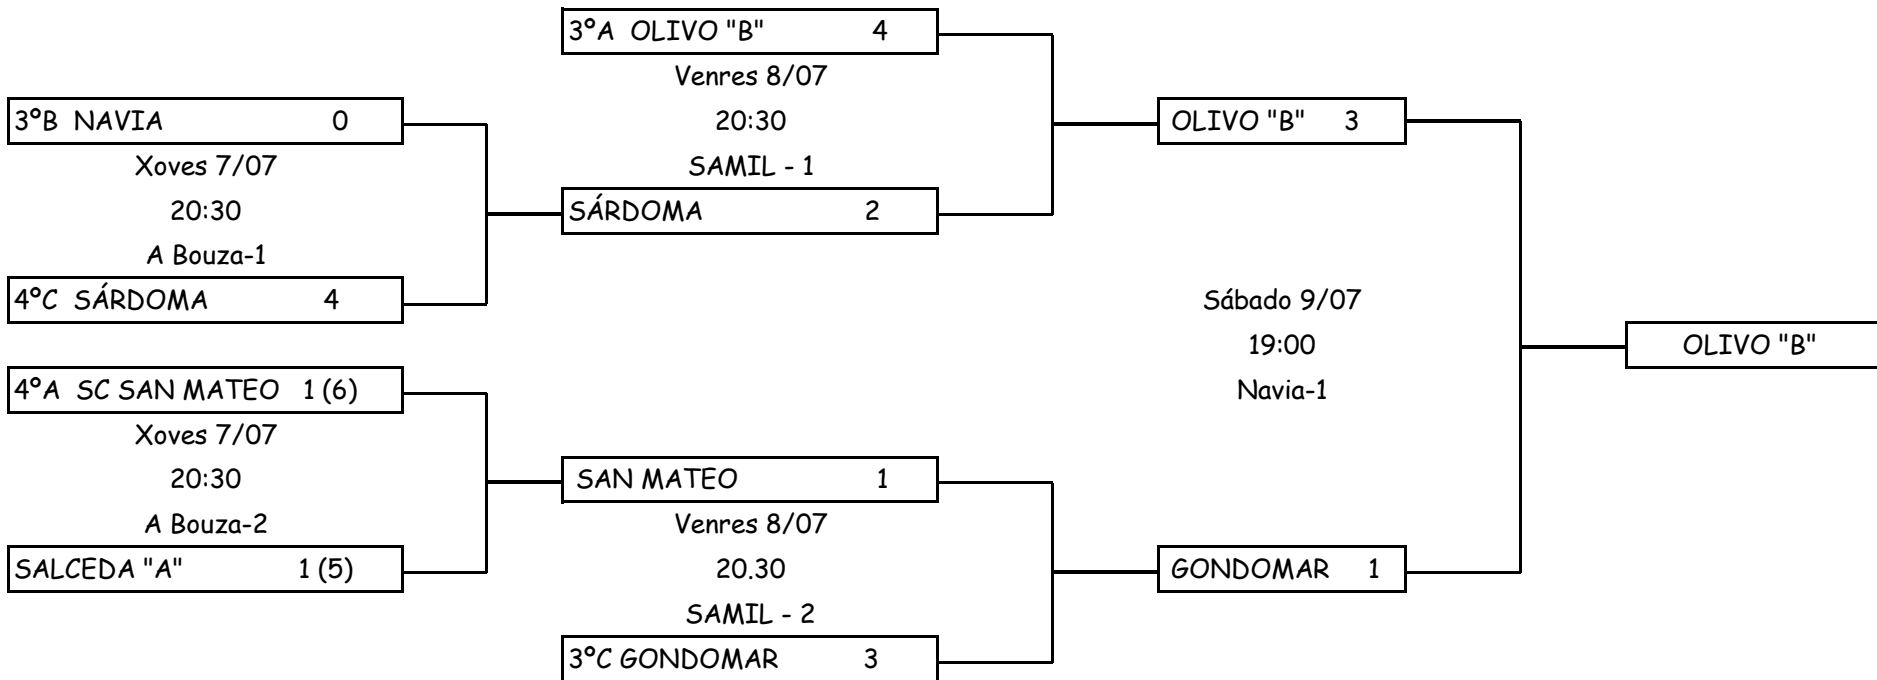 3ºA OLIVO "B" 4
Venres 8/07
3ºB NAVIA 0
20:30
OLIVO "B" 3
Xoves 7/07
SAMIL - 1
20:30
SÁRDOMA 2
A Bouza-1
4ºC SÁRDOMA 4
Sábado 9/07
19:00
OLIVO "B"
4ºA SC SAN MATEO 1 (6)
Navia-1
Xoves 7/07
20:30
SAN MATEO 1
A Bouza-2
Venres 8/07
SALCEDA "A" 1 (5)
20.30
GONDOMAR 1
SAMIL - 2
3ºC GONDOMAR 3